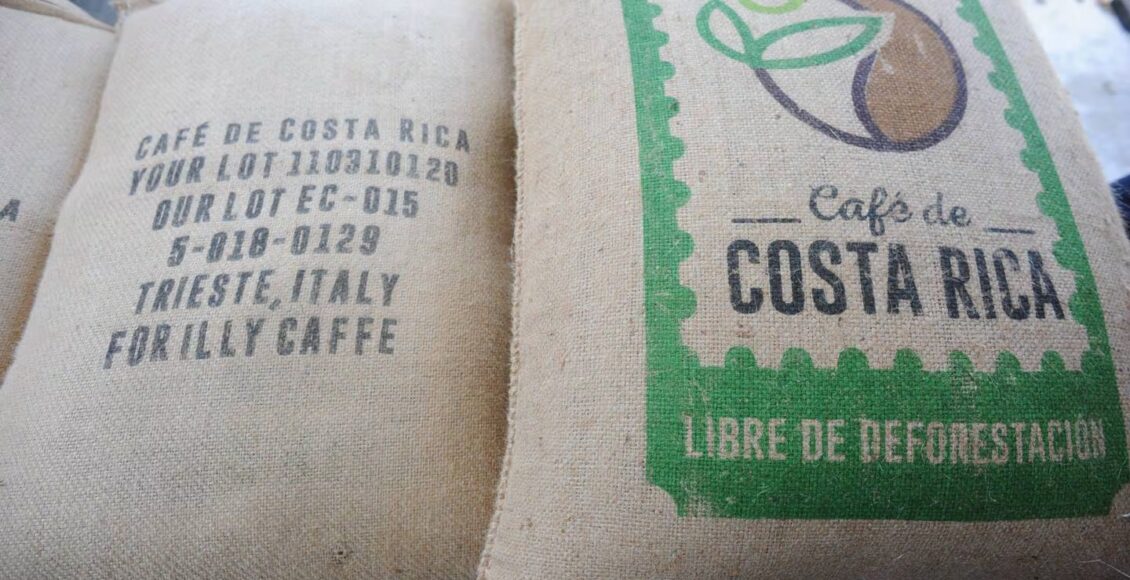 CAFÉ DE COSTA RICA
YOUR LOT 110310120
OUR LOT EC-015
5-018-0129
TRIESTE, ITALY
FOR ILLY CAFFE
Café de
COSTA RICA
LIBRE DE DEFORESTACIÓN